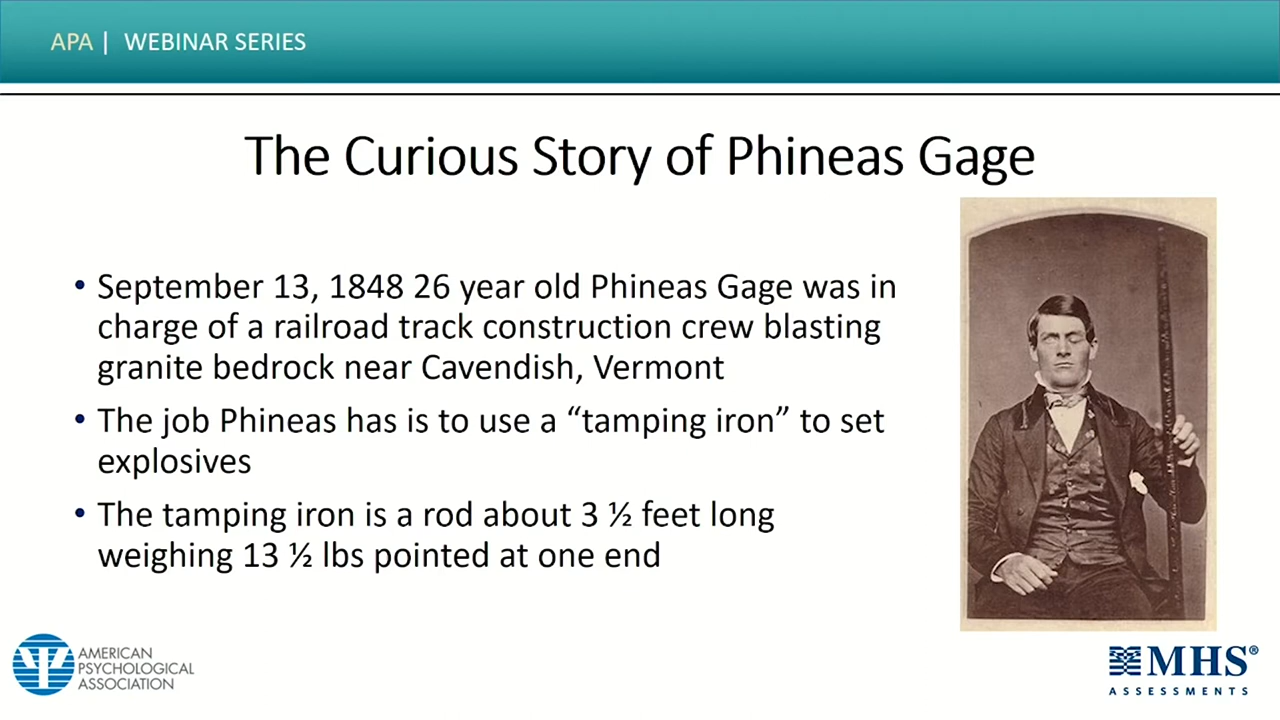 APA | WEBINAR SERIES
The Curious Story of Phineas Gage
• September 13, 1848 26 year old Phineas Gage was in
charge of a railroad track construction crew blasting
granite bedrock near Cavendish, Vermont
• The job Phineas has is to use a “tamping iron” to set
explosives
• The tamping iron is a rod about 3 ½ feet long
weighing 13 ½ lbs pointed at one end
AMERICAN
PSYCHOLOGICAL
ASSOCIATION
MHS®
ASSESSMENTS